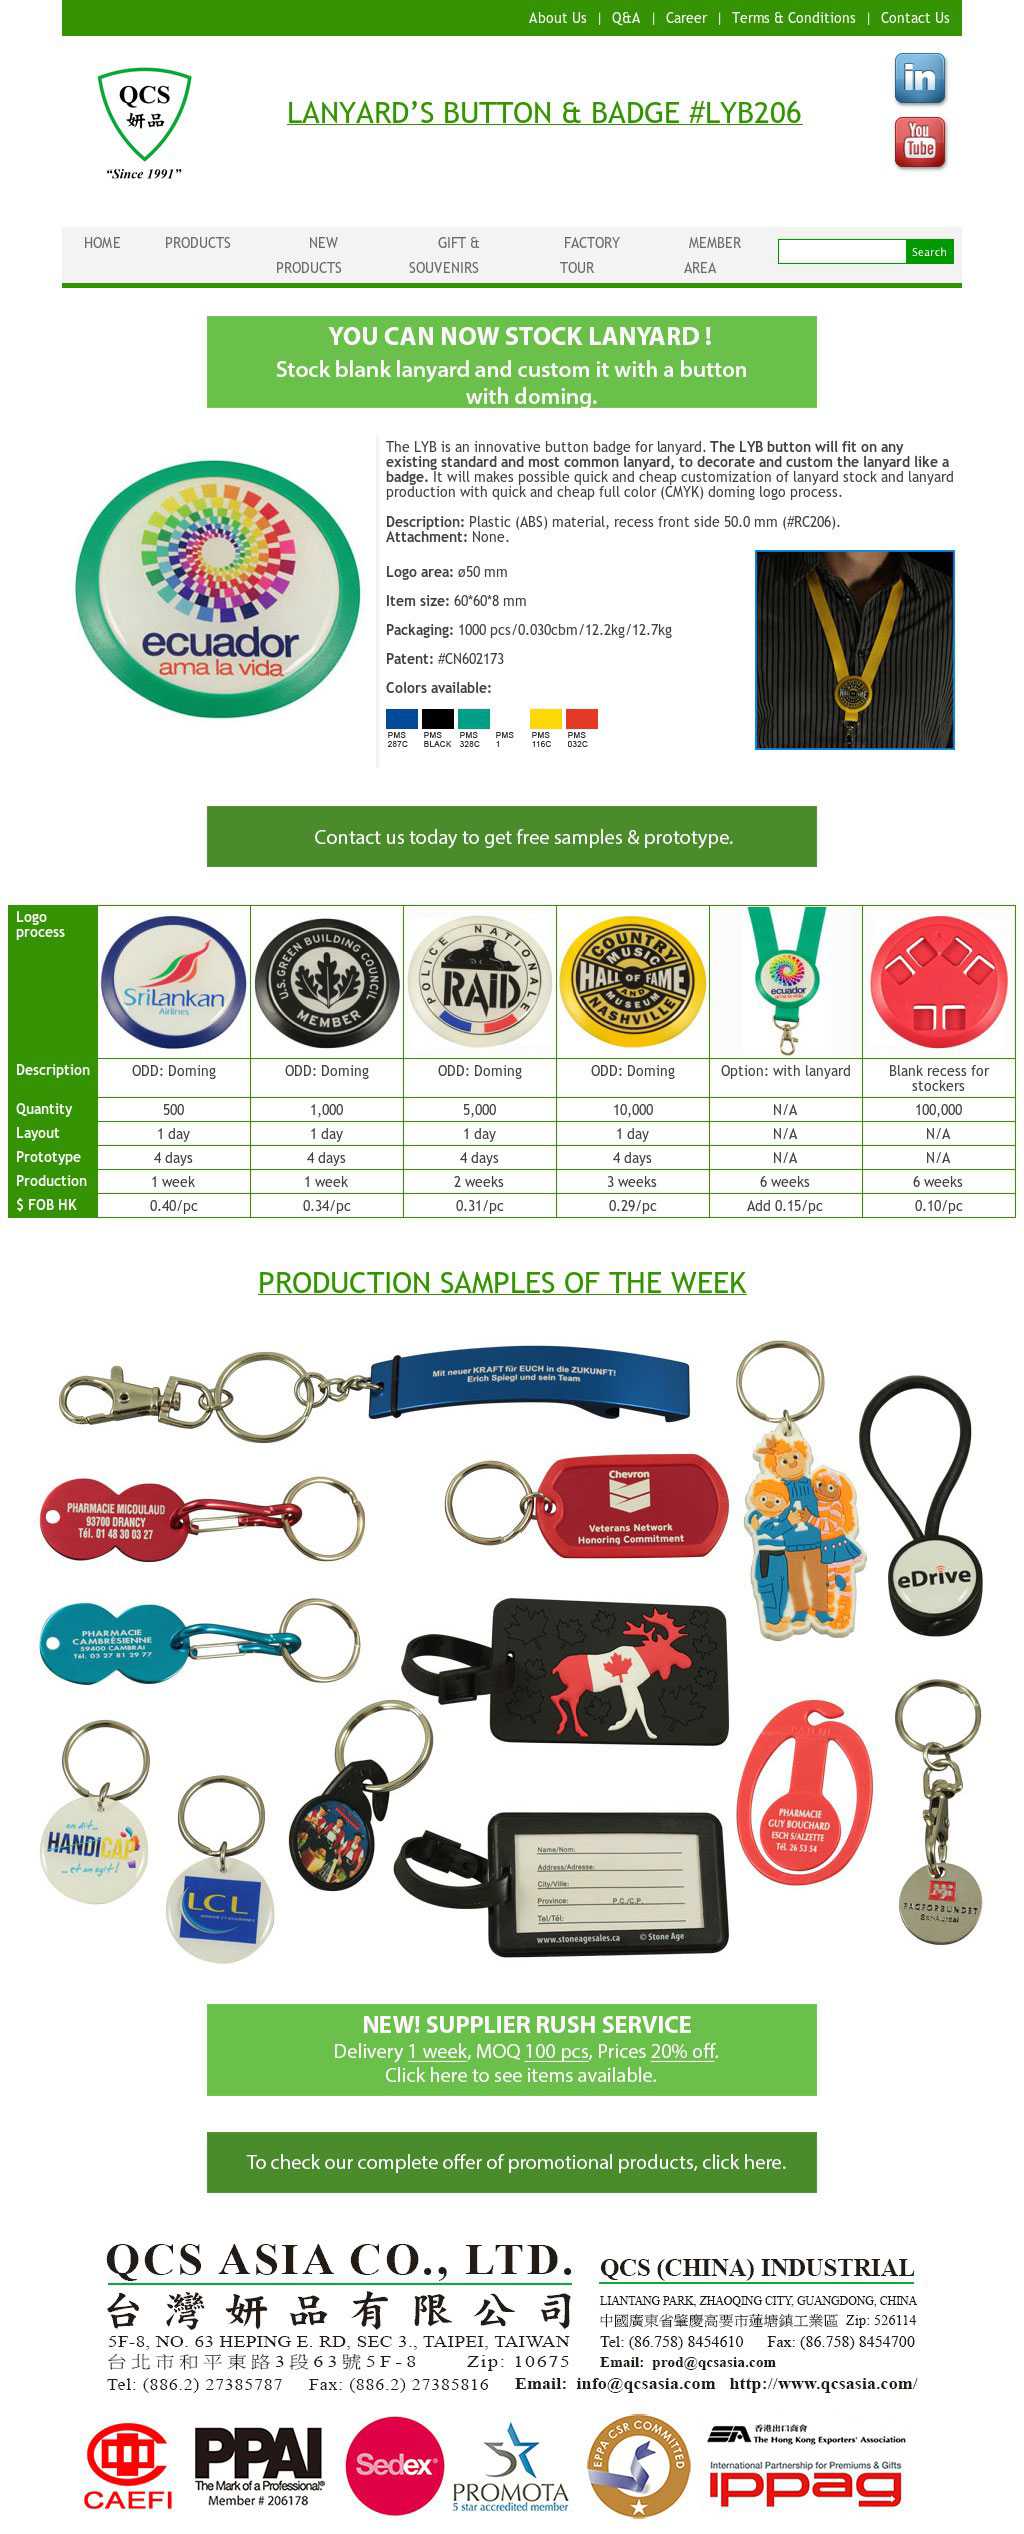 About Us | Q&A | Career | Terms & Conditions | Contact Us
QCS
妍品
“Since 1991”
LANYARD’S BUTTON & BADGE #LYB206
in
You
Tube
HOME
PRODUCTS
NEW
PRODUCTS
GIFT &
SOUVENIRS
FACTORY
TOUR
MEMBER
AREA
Search
YOU CAN NOW STOCK LANYARD !
Stock blank lanyard and custom it with a button
with doming.
ecuador
ama la vida
The LYB is an innovative button badge for lanyard. The LYB button will fit on any
existing standard and most common lanyard, to decorate and custom the lanyard like a
badge. It will makes possible quick and cheap customization of lanyard stock and lanyard
production with quick and cheap full color (CMYK) doming logo process.
Description: Plastic (ABS) material, recess front side 50.0 mm (#RC206).
Attachment: None.
Logo area: ø50 mm
Item size: 60*60*8 mm
Packaging: 1000 pcs/0.030cbm/12.2kg/12.7kg
Patent: #CN602173
Colors available:
PMS 287C
PMS BLACK
PMS 328C
PMS 1
PMS 116C
PMS 032C
Contact us today to get free samples & prototype.
Logo
process
SriLankan
Airlines
U.S. GREEN BUILDING COUNCIL
MEMBER
POLICE NATIONALE
RAID
COUNTRY
MUSIC
HALL OF FAME
AND
MUSEUM
NASHVILLE
ecuador
ama la vida
Description ODD: Doming ODD: Doming ODD: Doming ODD: Doming Option: with lanyard Blank recess for
stockers
Quantity 500 1,000 5,000 10,000 N/A 100,000
Layout 1 day 1 day 1 day 1 day N/A N/A
Prototype 4 days 4 days 4 days 4 days N/A N/A
Production 1 week 1 week 2 weeks 3 weeks 6 weeks 6 weeks
$ FOB HK 0.40/pc 0.34/pc 0.31/pc 0.29/pc Add 0.15/pc 0.10/pc
PRODUCTION SAMPLES OF THE WEEK
Mit neuer KRAFT für EUCH in die ZUKUNFT!
Erich Spiegl und sein Team
PHARMACIE MICOULAUD
93700 DRANCY
Tél. 01 48 30 03 27
Chevron
Veterans Network
Honoring Commitment
eDrive
PHARMACIE
CAMBRÉSIENNE
59400 CAMBRAI
Tél. 03 27 81 29 77
on dit...
HANDICAP
...et on agit !
LCL
PHARMACIE
GUY BOUCHARD
ESCH S/ALZETTE
Tél. 26 53 54
FAGFORBUNDET
Name/Nom:
Address/Adresse:
City/Ville:
Province: P.C./C.P.
Tel/Tél:
www.stoneagesales.ca © Stone Age
NEW! SUPPLIER RUSH SERVICE
Delivery 1 week, MOQ 100 pcs, Prices 20% off.
Click here to see items available.
To check our complete offer of promotional products, click here.
QCS ASIA CO., LTD.
台灣妍品有限公司
5F-8, NO. 63 HEPING E. RD, SEC 3., TAIPEI, TAIWAN
台北市和平東路3段63號5F-8 Zip: 10675
Tel: (886.2) 27385787 Fax: (886.2) 27385816 Email: info@qcsasia.com http://www.qcsasia.com/
QCS (CHINA) INDUSTRIAL
LIANTANG PARK, ZHAOQING CITY, GUANGDONG, CHINA
中國廣東省肇慶高要市蓮塘鎮工業區 Zip: 526114
Tel: (86.758) 8454610 Fax: (86.758) 8454700
Email: prod@qcsasia.com
CAEFI
PPAI
The Mark of a Professional®
Member # 206178
Sedex
PROMOTA
5 star accredited member
EPPA CSR COMMITTED
香港出口商會
The Hong Kong Exporters' Association
International Partnership for Premiums & Gifts
ippag